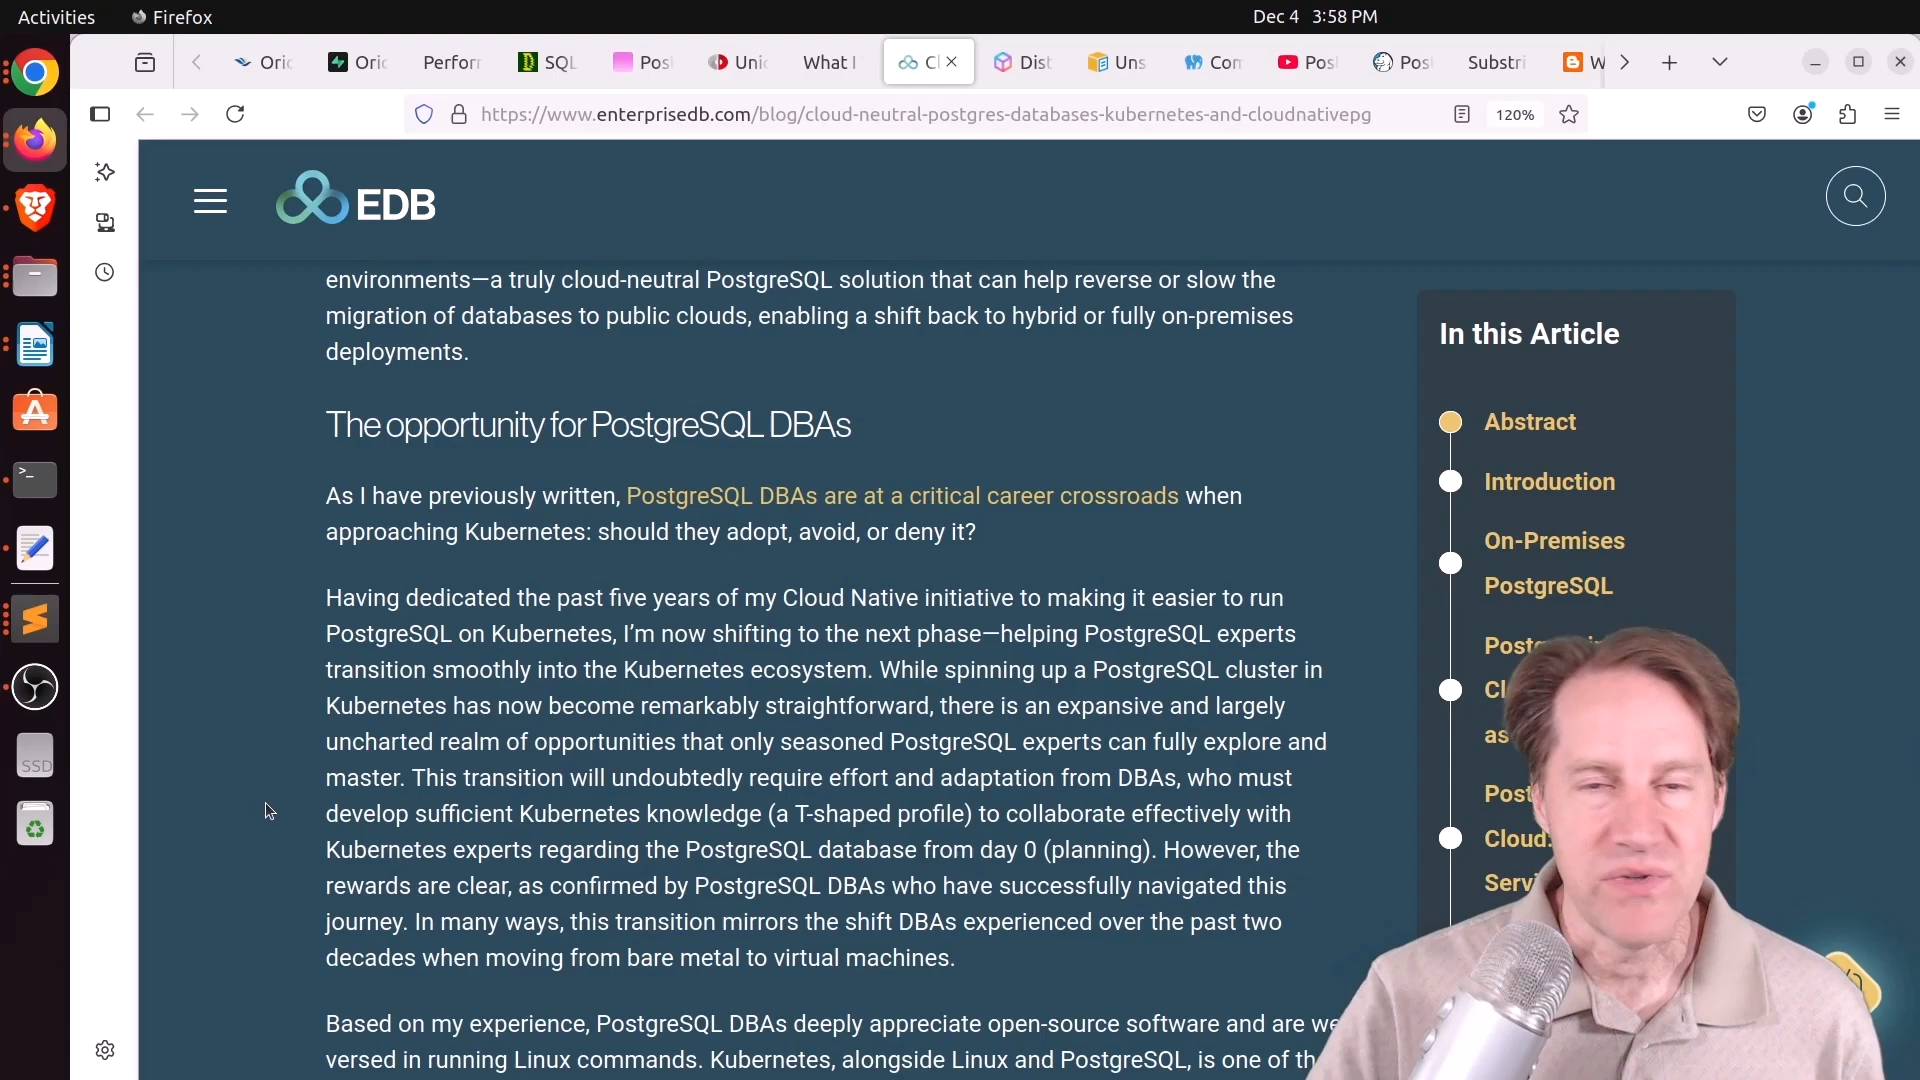 Activities
Firefox
Dec 4 3:58 PM
Oric
Oric
Perforr
SQL
Post
Unic
What I
Cl
Dist
Uns
Com
Post
Post
Substri
W
https://www.enterprisedb.com/blog/cloud-neutral-postgres-databases-kubernetes-and-cloudnativepg
120%
EDB
environments—a truly cloud-neutral PostgreSQL solution that can help reverse or slow the
migration of databases to public clouds, enabling a shift back to hybrid or fully on-premises
deployments.
The opportunity for PostgreSQL DBAs
As I have previously written, PostgreSQL DBAs are at a critical career crossroads when
approaching Kubernetes: should they adopt, avoid, or deny it?
Having dedicated the past five years of my Cloud Native initiative to making it easier to run
PostgreSQL on Kubernetes, I’m now shifting to the next phase—helping PostgreSQL experts
transition smoothly into the Kubernetes ecosystem. While spinning up a PostgreSQL cluster in
Kubernetes has now become remarkably straightforward, there is an expansive and largely
uncharted realm of opportunities that only seasoned PostgreSQL experts can fully explore and
master. This transition will undoubtedly require effort and adaptation from DBAs, who must
develop sufficient Kubernetes knowledge (a T-shaped profile) to collaborate effectively with
Kubernetes experts regarding the PostgreSQL database from day 0 (planning). However, the
rewards are clear, as confirmed by PostgreSQL DBAs who have successfully navigated this
journey. In many ways, this transition mirrors the shift DBAs experienced over the past two
decades when moving from bare metal to virtual machines.
Based on my experience, PostgreSQL DBAs deeply appreciate open-source software and are we
versed in running Linux commands. Kubernetes, alongside Linux and PostgreSQL, is one of th
In this Article
Abstract
Introduction
On-Premises
PostgreSQL
Postg
Cl
as
Post
Cloud:
Servi
SSD